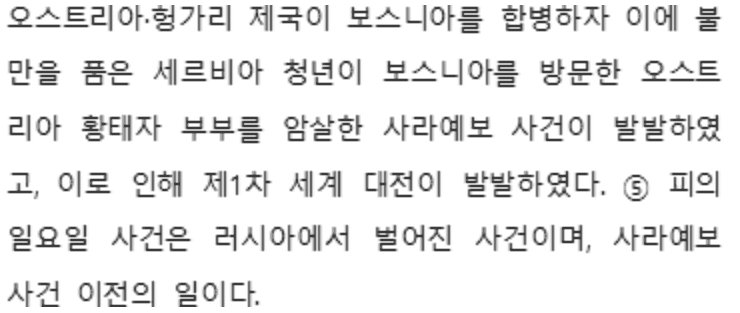 오스트리아·헝가리 제국이 보스니아를 합병하자 이에 불
만을 품은 세르비아 청년이 보스니아를 방문한 오스트
리아 황태자 부부를 암살한 사라예보 사건이 발발하였
고, 이로 인해 제1차 세계 대전이 발발하였다. ⑤ 피의
일요일 사건은 러시아에서 벌어진 사건이며, 사라예보
사건 이전의 일이다.